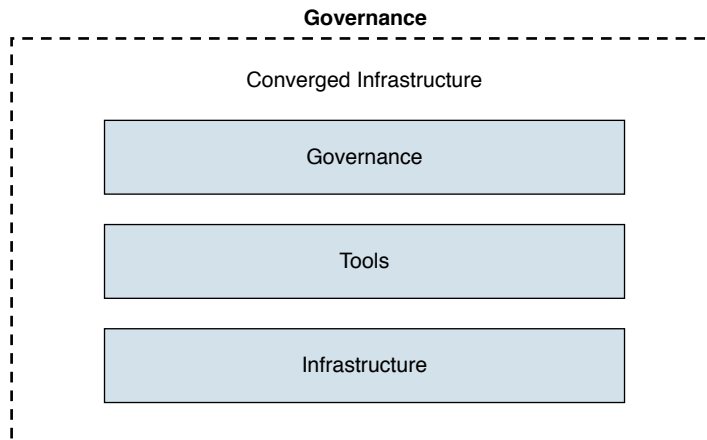 Governance
Converged Infrastructure
Governance
Tools
Infrastructure